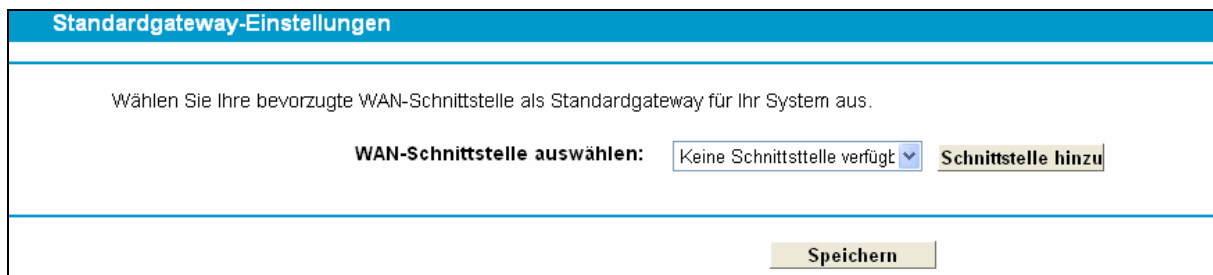 Standardgateway-Einstellungen
Wählen Sie Ihre bevorzugte WAN-Schnittstelle als Standardgateway für Ihr System aus.
WAN-Schnittstelle auswählen: Keine Schnittsttelle verfügb Schnittstelle hinzu
Speichern